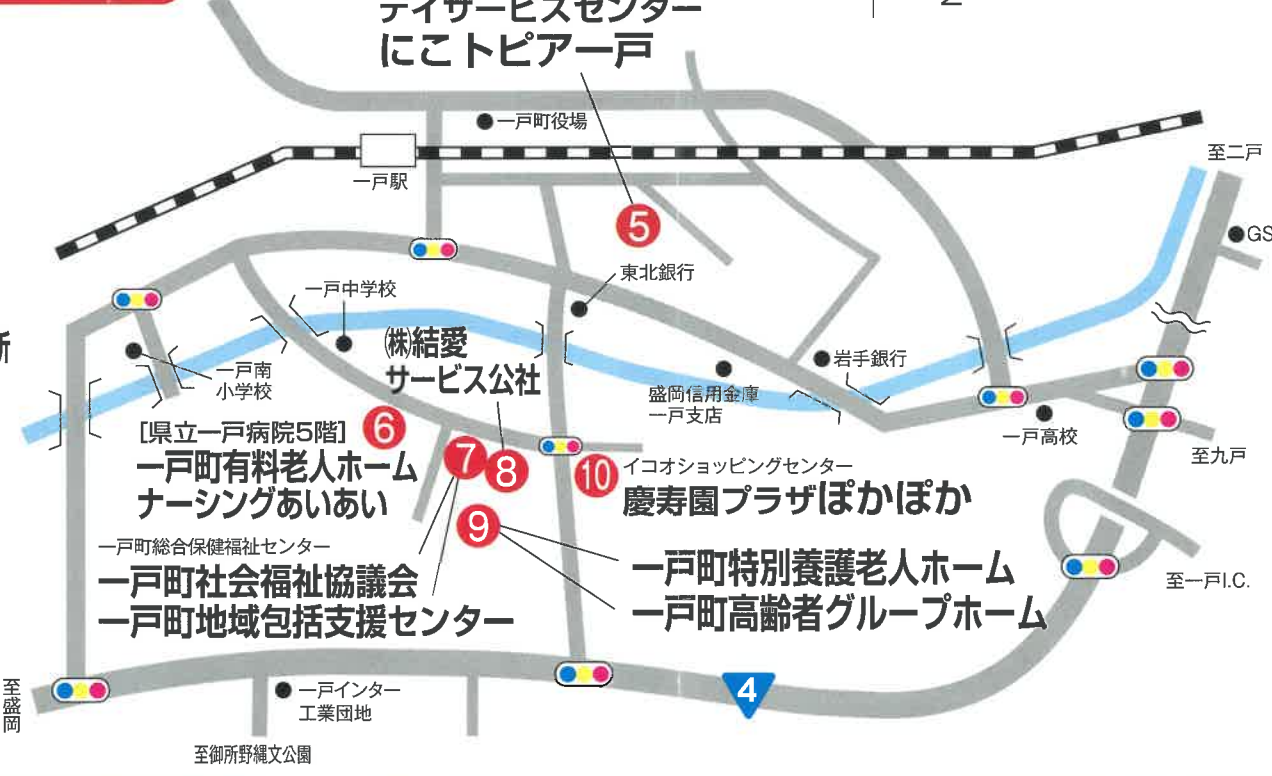 デイサービスセンター
にこトピア一戸
一戸町役場
一戸駅
至二戸
GS
5
東北銀行
一戸中学校
㈱結愛
サービス公社
一戸南
小学校
岩手銀行
盛岡信用金庫
一戸支店
一戸高校
至九戸
[県立一戸病院5階]
6
一戸町有料老人ホーム
ナーシングあいあい
7
8
10
イコオショッピングセンター
慶寿園プラザぽかぽか
9
一戸町総合保健福祉センター
一戸町社会福祉協議会
一戸町地域包括支援センター
一戸町特別養護老人ホーム
一戸町高齢者グループホーム
至一戸I.C.
至盛岡
一戸インター
工業団地
4
至御所野縄文公園